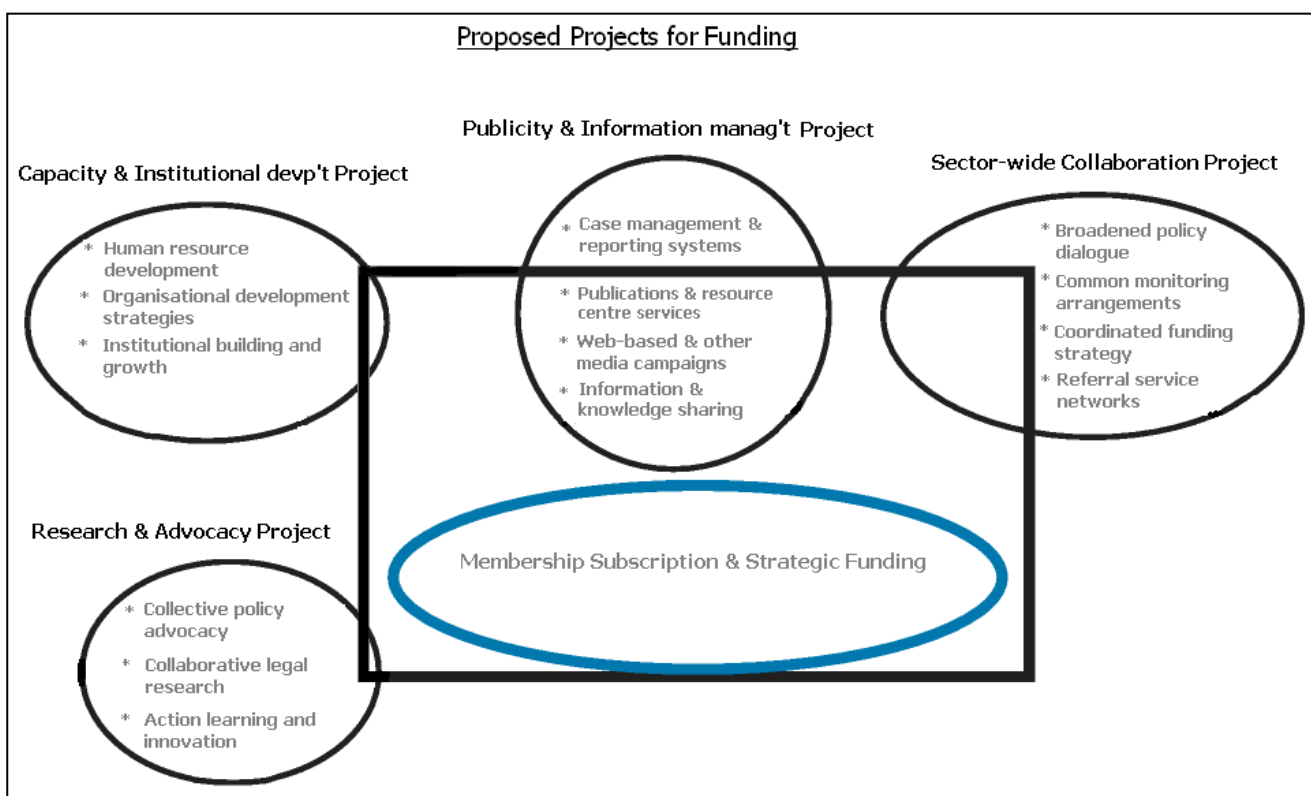 Proposed Projects for Funding
Publicity & Information manag't Project
Capacity & Institutional devp't Project
Sector-wide Collaboration Project
* Human resource
development
* Organisational development
strategies
* Institutional building and
growth
* Case management &
reporting systems
* Publications & resource
centre services
* Web-based & other
media campaigns
* Information &
knowledge sharing
* Broadened policy
dialogue
* Common monitoring
arrangements
* Coordinated funding
strategy
* Referral service
networks
Research & Advocacy Project
* Collective policy
advocacy
* Collaborative legal
research
* Action learning and
innovation
Membership Subscription & Strategic Funding